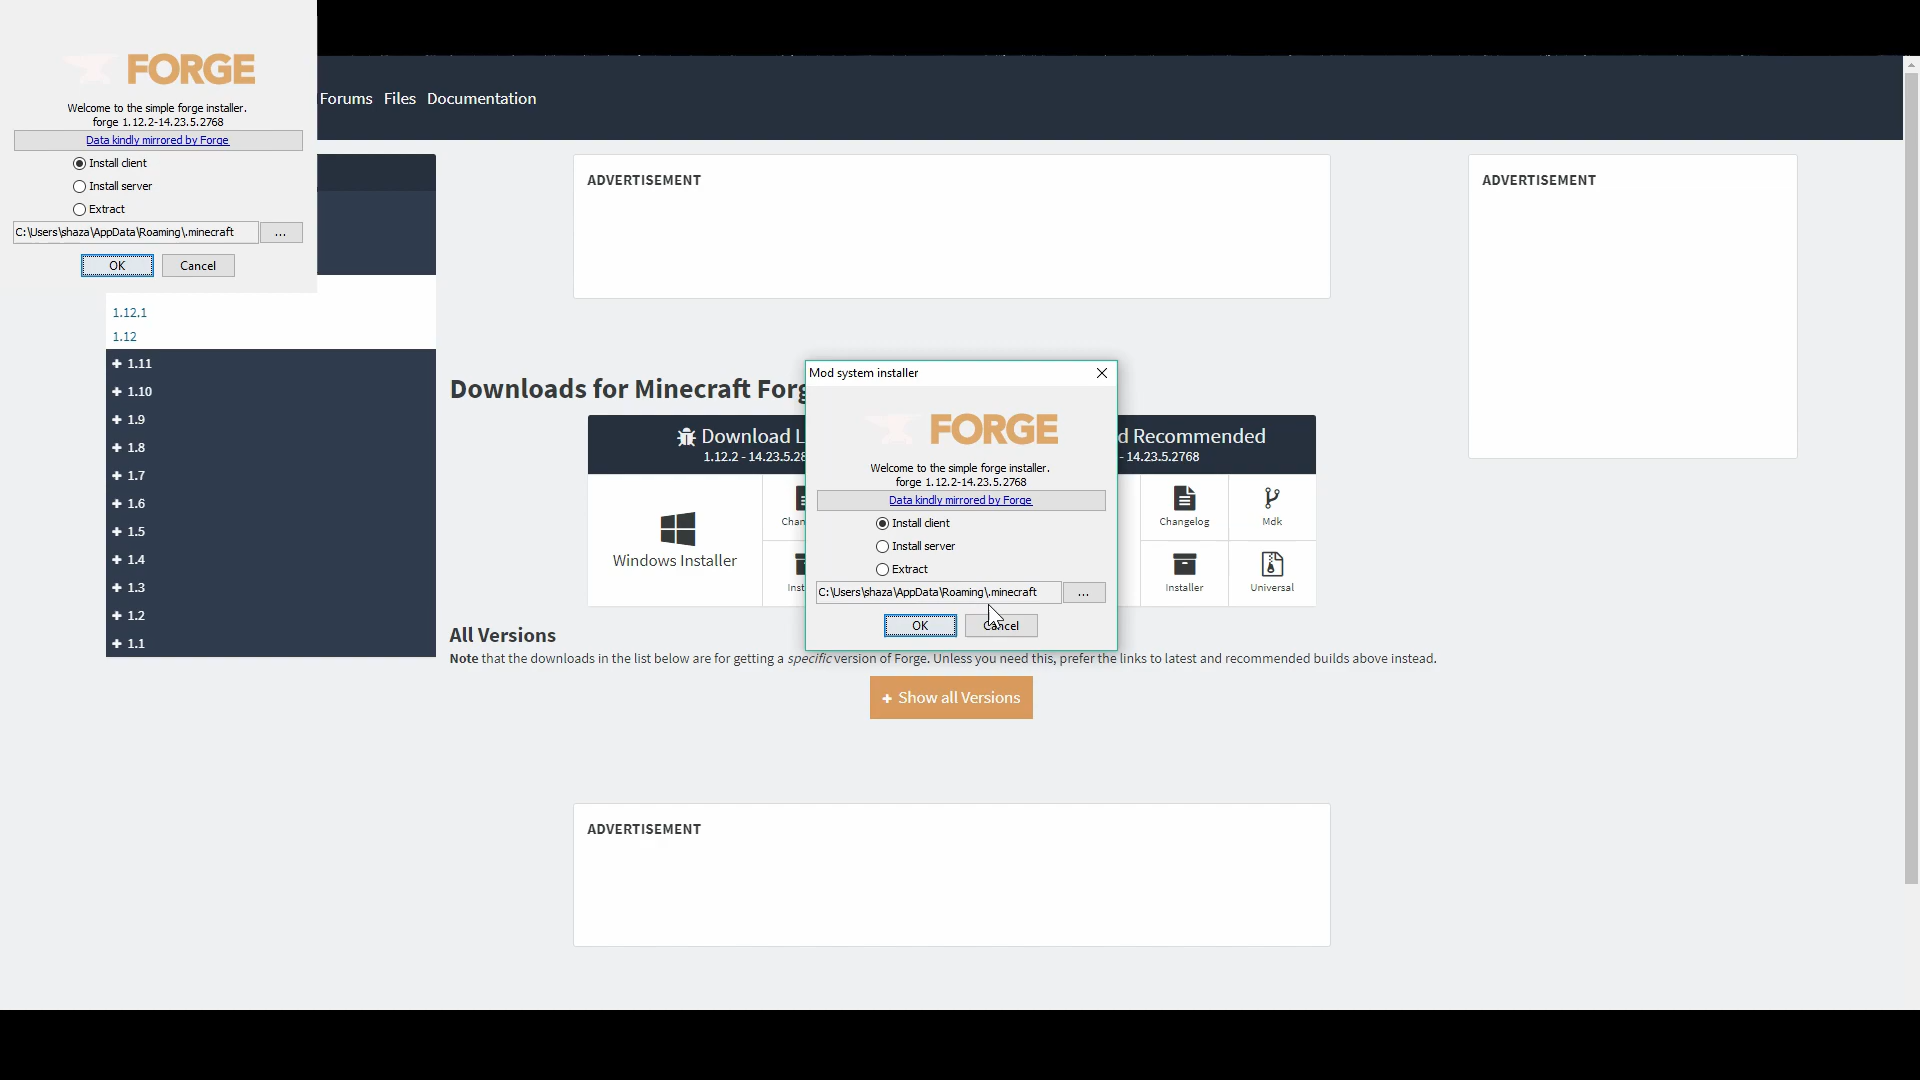 FORGE
Welcome to the simple forge installer.
forge 1.12.2-14.23.5.2768
Data kindly mirrored by Forge
Install client
Install server
Extract
C:\Users\shaza\AppData\Roaming\.minecraft
...
OK
Cancel
Forums Files Documentation
1.12.1
1.12
+ 1.11
+ 1.10
+ 1.9
+ 1.8
+ 1.7
+ 1.6
+ 1.5
+ 1.4
+ 1.3
+ 1.2
+ 1.1
ADVERTISEMENT
ADVERTISEMENT
Downloads for Minecraft Forg
Download L
1.12.2 - 14.23.5.28
Windows Installer
Chan
Inst
Mod system installer
FORGE
Welcome to the simple forge installer.
forge 1.12.2-14.23.5.2768
Data kindly mirrored by Forge
Install client
Install server
Extract
C:\Users\shaza\AppData\Roaming\.minecraft
...
OK
Cancel
d Recommended
- 14.23.5.2768
Changelog
Mdk
Installer
Universal
All Versions
Note that the downloads in the list below are for getting a specific version of Forge. Unless you need this, prefer the links to latest and recommended builds above instead.
+ Show all Versions
ADVERTISEMENT